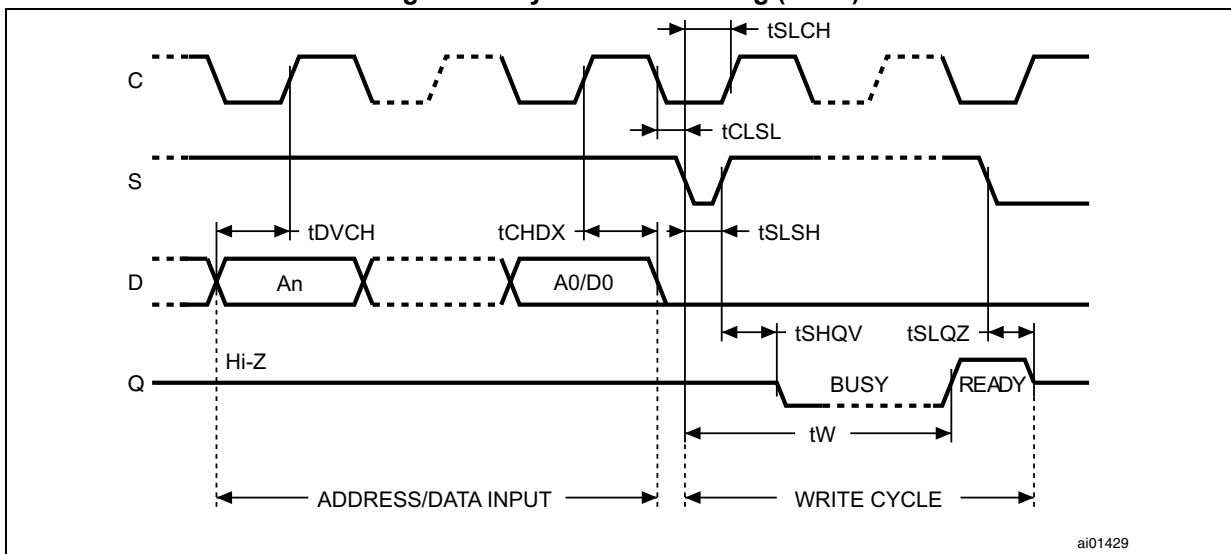 tSLCH
C
tCLSL
S
tDVCH
tCHDX
tSLSH
D
An
A0/D0
tSHQV
tSLQZ
Hi-Z
Q
BUSY
READY
tW
ADDRESS/DATA INPUT
WRITE CYCLE
ai01429